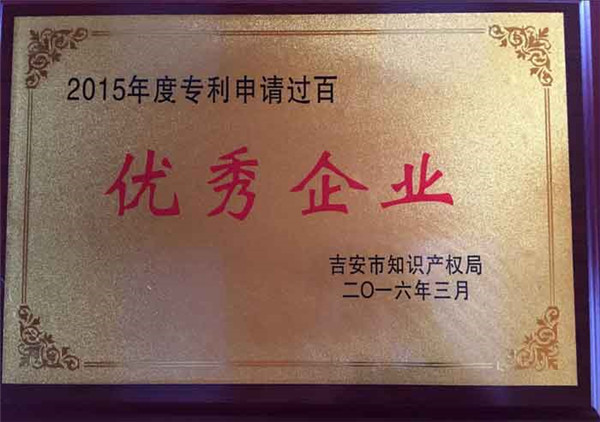 2015年度专利申请过百
优秀企业
吉安市知识产权局
二〇一六年三月